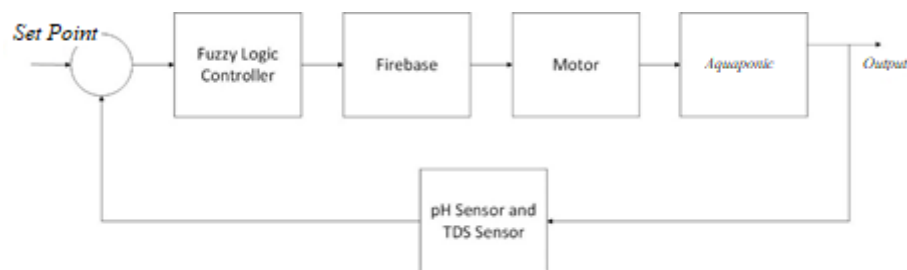 Set Point
Fuzzy Logic
Controller
Firebase
Motor
Aquaponic
Output
pH Sensor and
TDS Sensor